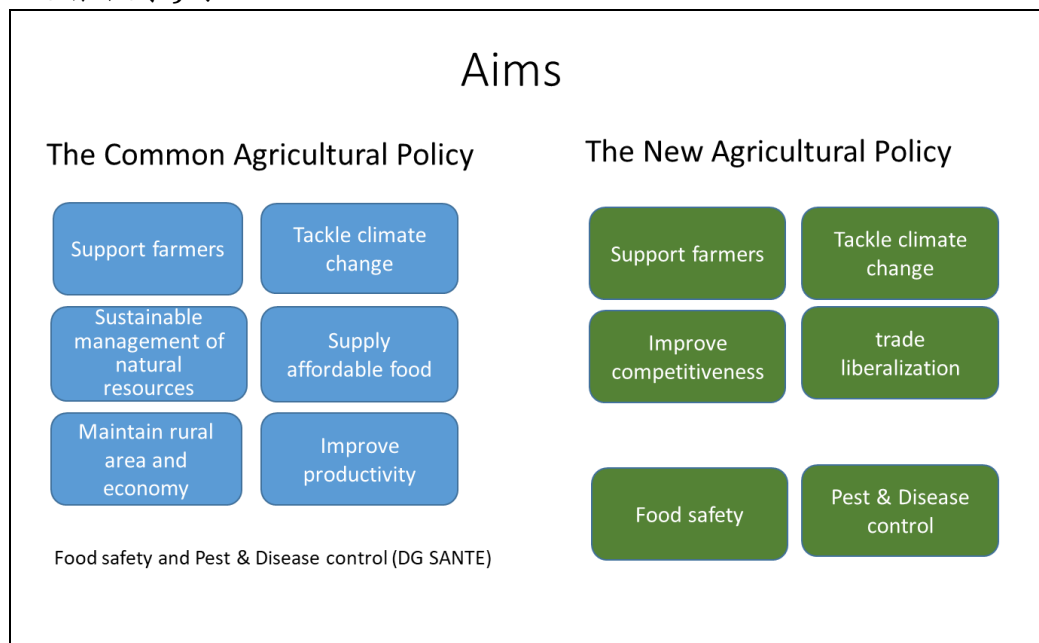 Aims
The Common Agricultural Policy
Support farmers
Tackle climate
change
Sustainable
management of
natural
resources
Supply
affordable food
Maintain rural
area and
economy
Improve
productivity
Food safety and Pest & Disease control (DG SANTE)
The New Agricultural Policy
Support farmers
Tackle climate
change
Improve
competitiveness
trade
liberalization
Food safety
Pest & Disease
control